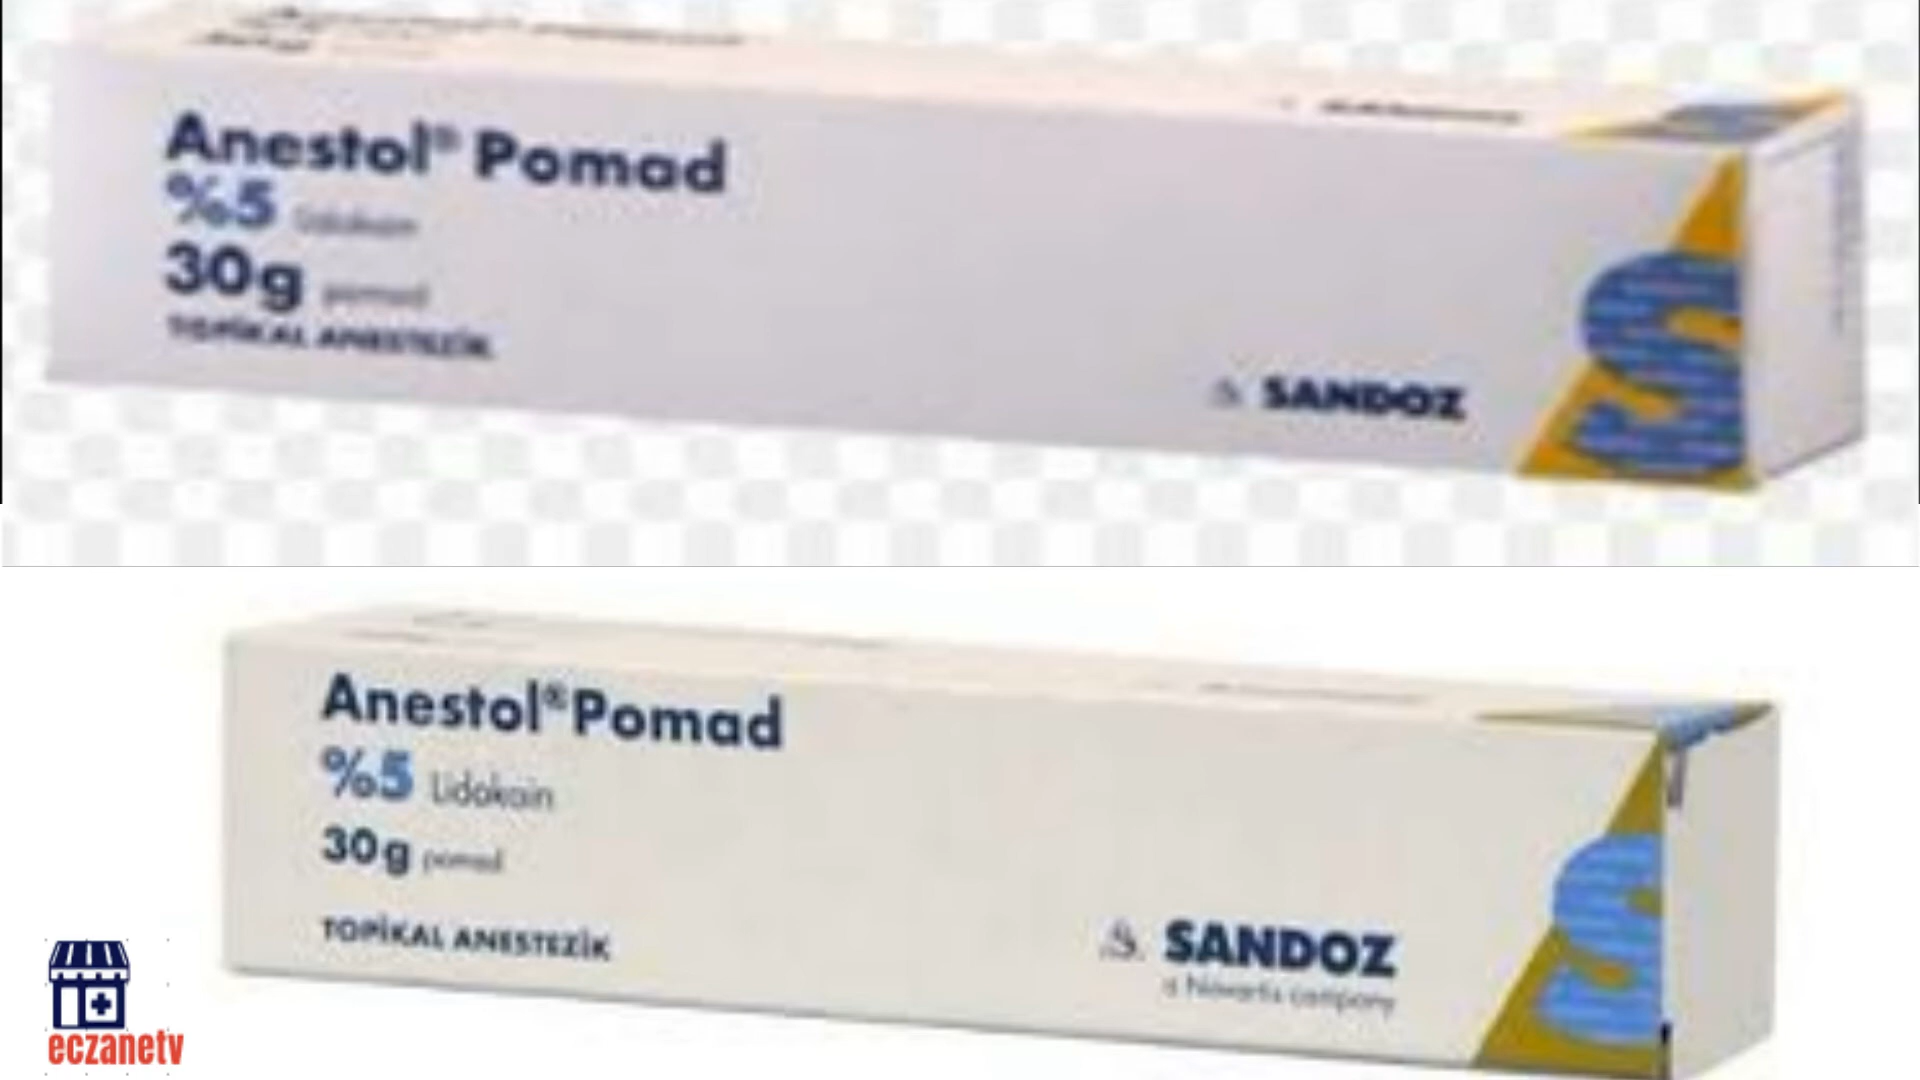 Anestol® Pomad
%5 Lidokain
30g pomad
TOPİKAL ANESTEZİK
SANDOZ
Anestol® Pomad
%5 Lidokain
30g pomad
TOPİKAL ANESTEZİK
SANDOZ
a Novartis company
eczanetv